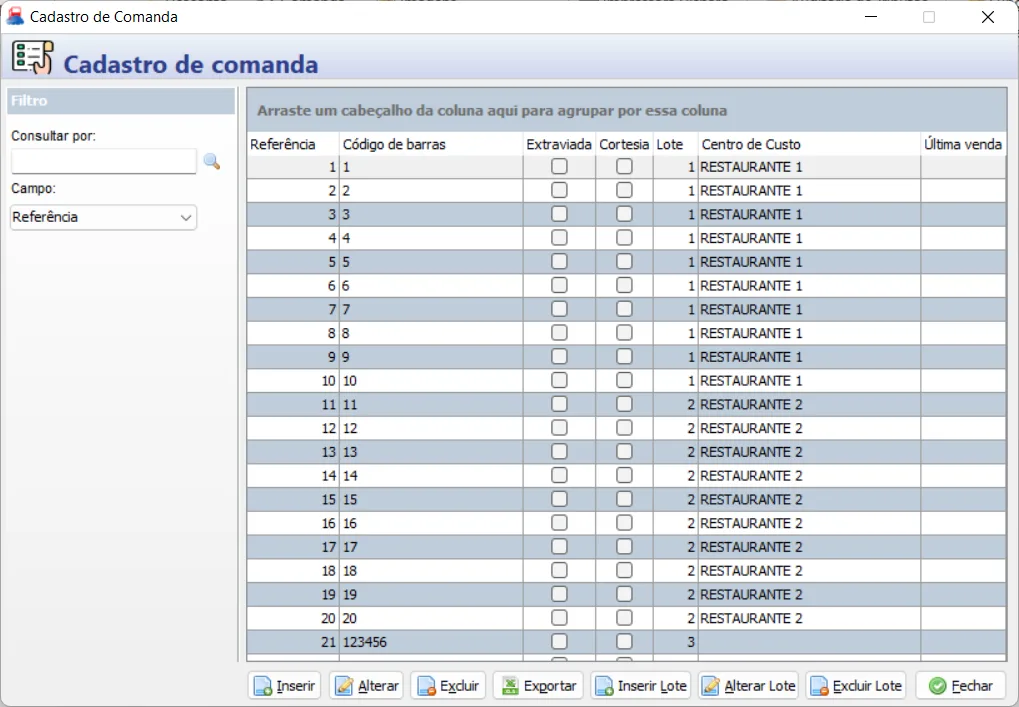 Cadastro de Comanda
Cadastro de comanda
Filtro
Consultar por:
Campo:
Referência
Arraste um cabeçalho da coluna aqui para agrupar por essa coluna
Referência Código de barras Extraviada Cortesia Lote Centro de Custo Última venda
1 1 1 RESTAURANTE 1
2 2 1 RESTAURANTE 1
3 3 1 RESTAURANTE 1
4 4 1 RESTAURANTE 1
5 5 1 RESTAURANTE 1
6 6 1 RESTAURANTE 1
7 7 1 RESTAURANTE 1
8 8 1 RESTAURANTE 1
9 9 1 RESTAURANTE 1
10 10 1 RESTAURANTE 1
11 11 2 RESTAURANTE 2
12 12 2 RESTAURANTE 2
13 13 2 RESTAURANTE 2
14 14 2 RESTAURANTE 2
15 15 2 RESTAURANTE 2
16 16 2 RESTAURANTE 2
17 17 2 RESTAURANTE 2
18 18 2 RESTAURANTE 2
19 19 2 RESTAURANTE 2
20 20 2 RESTAURANTE 2
21 123456 3
Inserir Alterar Excluir Exportar Inserir Lote Alterar Lote Excluir Lote Fechar